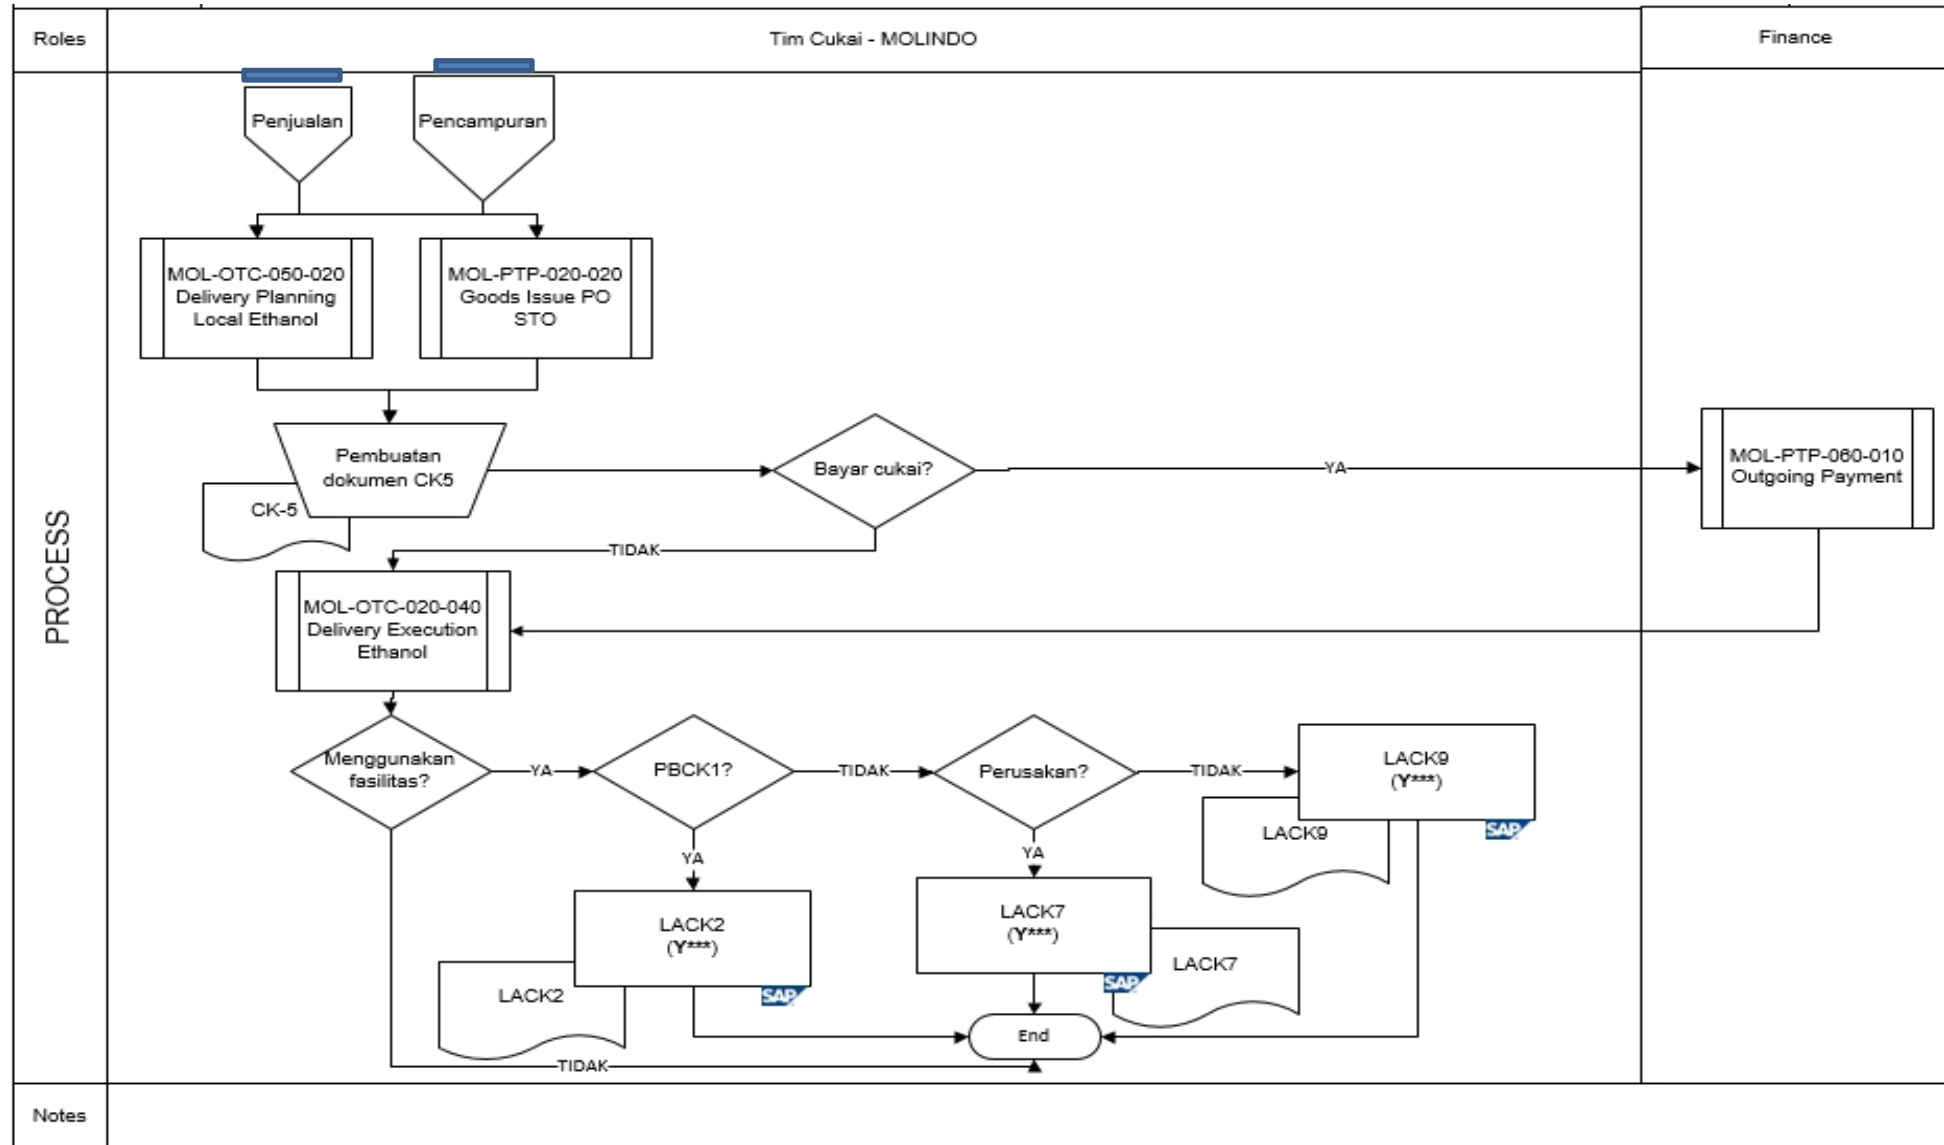 Roles
Tim Cukai - MOLINDO
Finance
Penjualan
Pencampuran
MOL-OTC-050-020
Delivery Planning
Local Ethanol
MOL-PTP-020-020
Goods Issue PO
STO
Pembuatan
dokumen CK5
CK-5
Bayar cukai?
YA
MOL-PTP-060-010
Outgoing Payment
TIDAK
MOL-OTC-020-040
Delivery Execution
Ethanol
PROCESS
Menggunakan
fasilitas?
YA
PBCK1?
TIDAK
Perusakan?
TIDAK
LACK9
(Y***)
SAP
LACK9
YA
YA
LACK2
(Y***)
SAP
LACK2
LACK7
(Y***)
SAP
LACK7
End
TIDAK
Notes